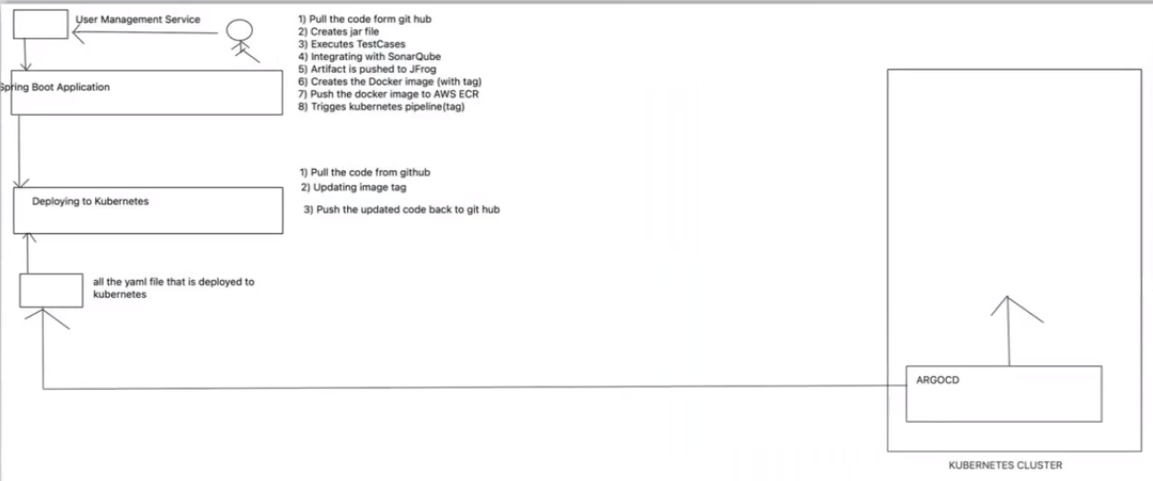 User Management Service
1) Pull the code form git hub
2) Creates jar file
3) Executes TestCases
4) Integrating with SonarQube
5) Artifact is pushed to JFrog
6) Creates the Docker image (with tag)
7) Push the docker image to AWS ECR
8) Trigges kubernetes pipeline(tag)
Spring Boot Application
1) Pull the code from github
2) Updating image tag
3) Push the updated code back to git hub
Deploying to Kubernetes
all the yaml file that is deployed to
kubernetes
ARGOCD
KUBERNETES CLUSTER